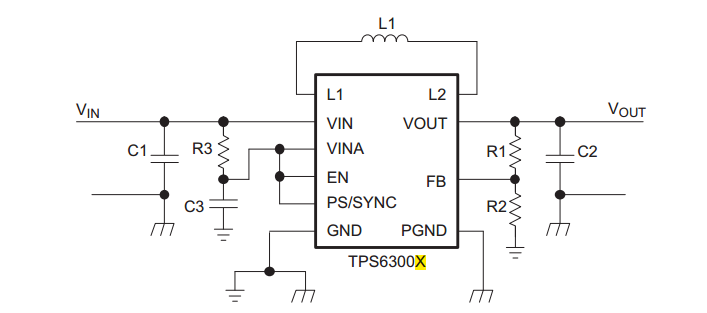 L1
L1 L2
VIN VOUT
VIN VOUT
C1 R3 VINA R1 C2
EN FB
C3 PS/SYNC R2
GND PGND
TPS6300X